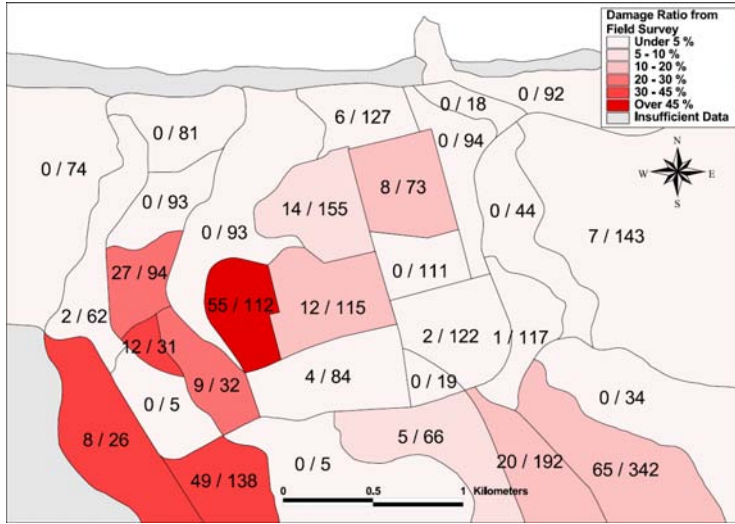 Damage Ratio from
Field Survey
Under 5 %
5 - 10 %
10 - 20 %
20 - 30 %
30 - 45 %
Over 45 %
Insufficient Data
N
W E
S
0 / 92
0 / 18
6 / 127
0 / 81
0 / 94
0 / 74
8 / 73
0 / 93
14 / 155
0 / 44
0 / 93
7 / 143
27 / 94
0 / 111
55 / 112
12 / 115
2 / 62
2 / 122
1 / 117
12 / 31
4 / 84
9 / 32
0 / 19
0 / 5
0 / 34
5 / 66
8 / 26
20 / 192
0 / 5
65 / 342
49 / 138
0 0.5 1 Kilometers